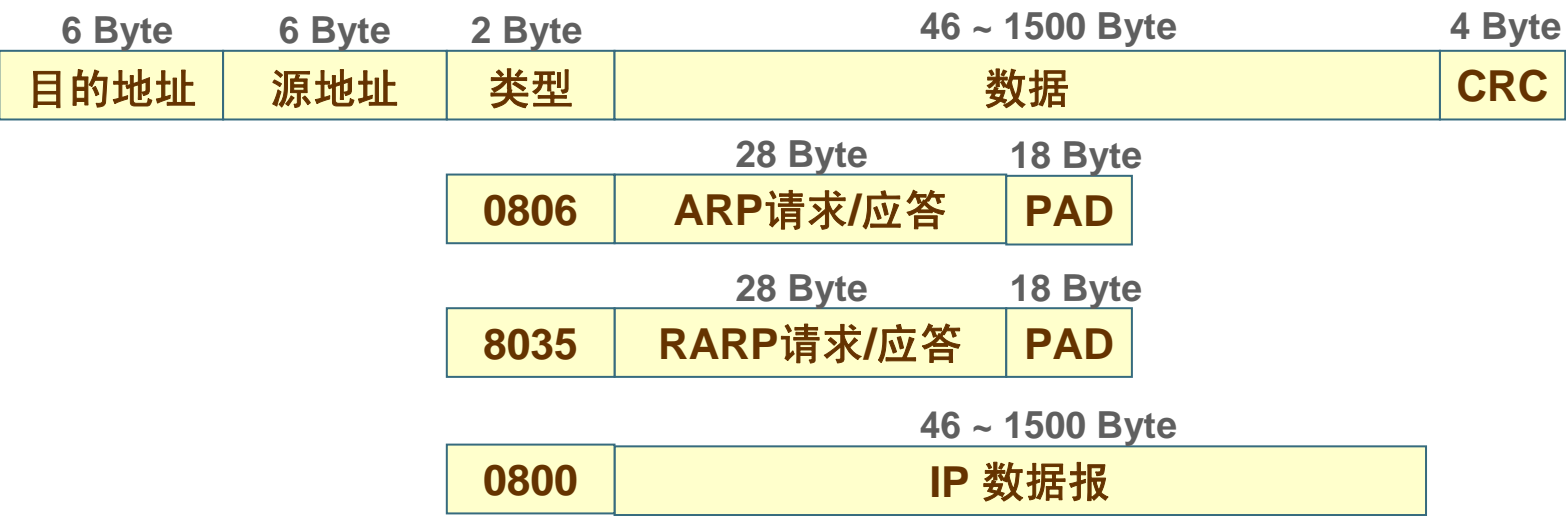 6 Byte 6 Byte 2 Byte 46 ~ 1500 Byte 4 Byte
目的地址 源地址 类型 数据 CRC
28 Byte 18 Byte
0806 ARP请求/应答 PAD
28 Byte 18 Byte
8035 RARP请求/应答 PAD
46 ~ 1500 Byte
0800 IP 数据报